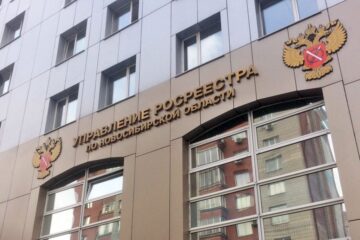 УПРАВЛЕНИЕ РОСРЕЕСТРА
ПО НОВОСИБИРСКОЙ ОБЛАСТИ